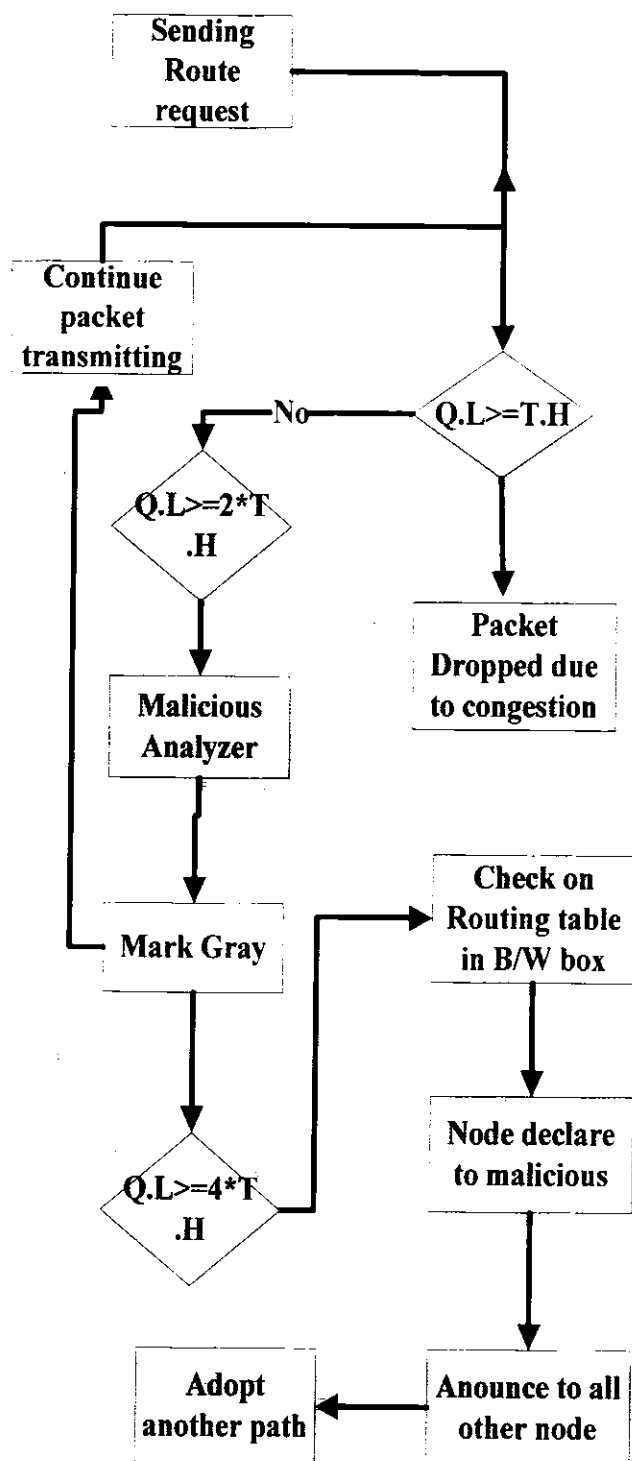 Sending
Route
request
Continue
packet
transmitting
Q.L>=T.H
No
Q.L>=2*T
.H
Packet
Dropped due
to congestion
Malicious
Analyzer
Check on
Routing table
in B/W box
Mark Gray
Node declare
to malicious
Q.L>=4*T
.H
Adopt
another path
Anounce to all
other node